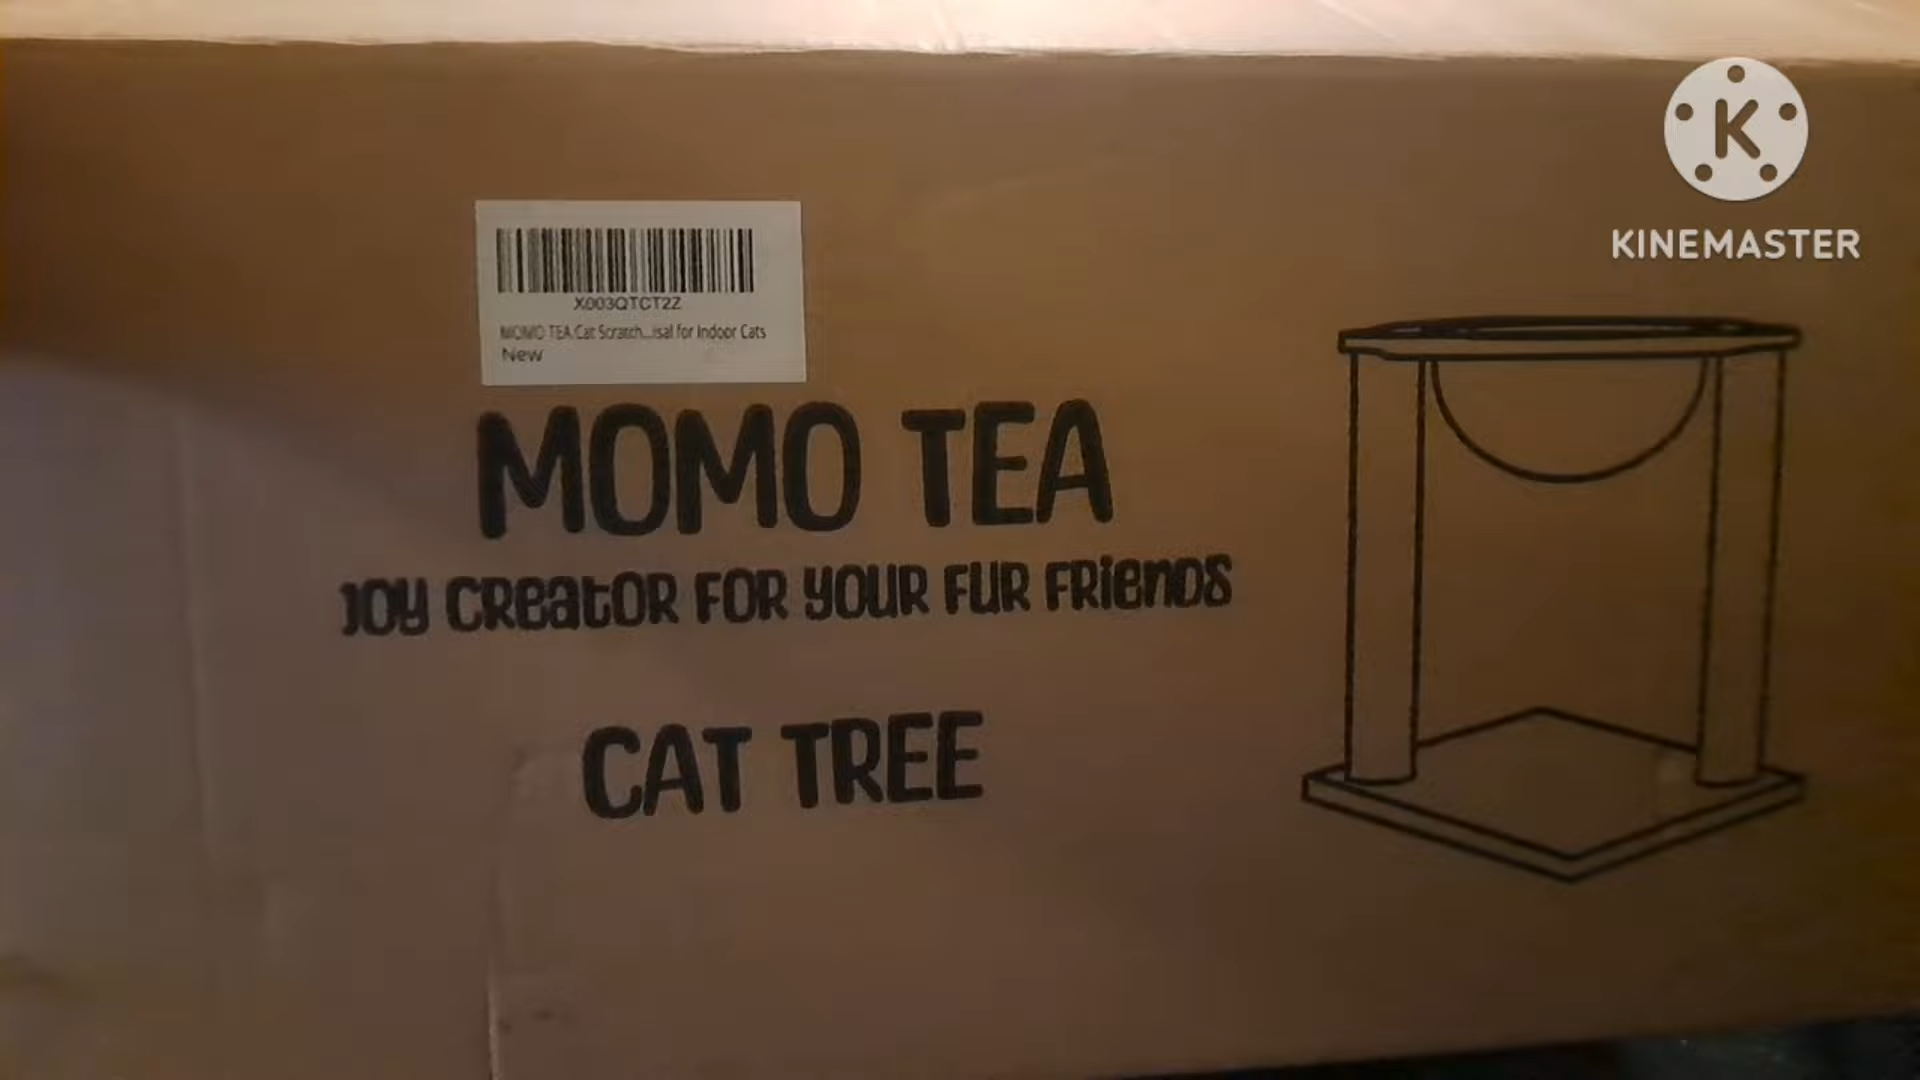 K
KINEMASTER
X003QTCT2Z
MOMO TEA Cat Scratch...isal for Indoor Cats
New
MOMO TEA
JOY CREatOR FOR YOUR FUR FRienDS
CAT TREE